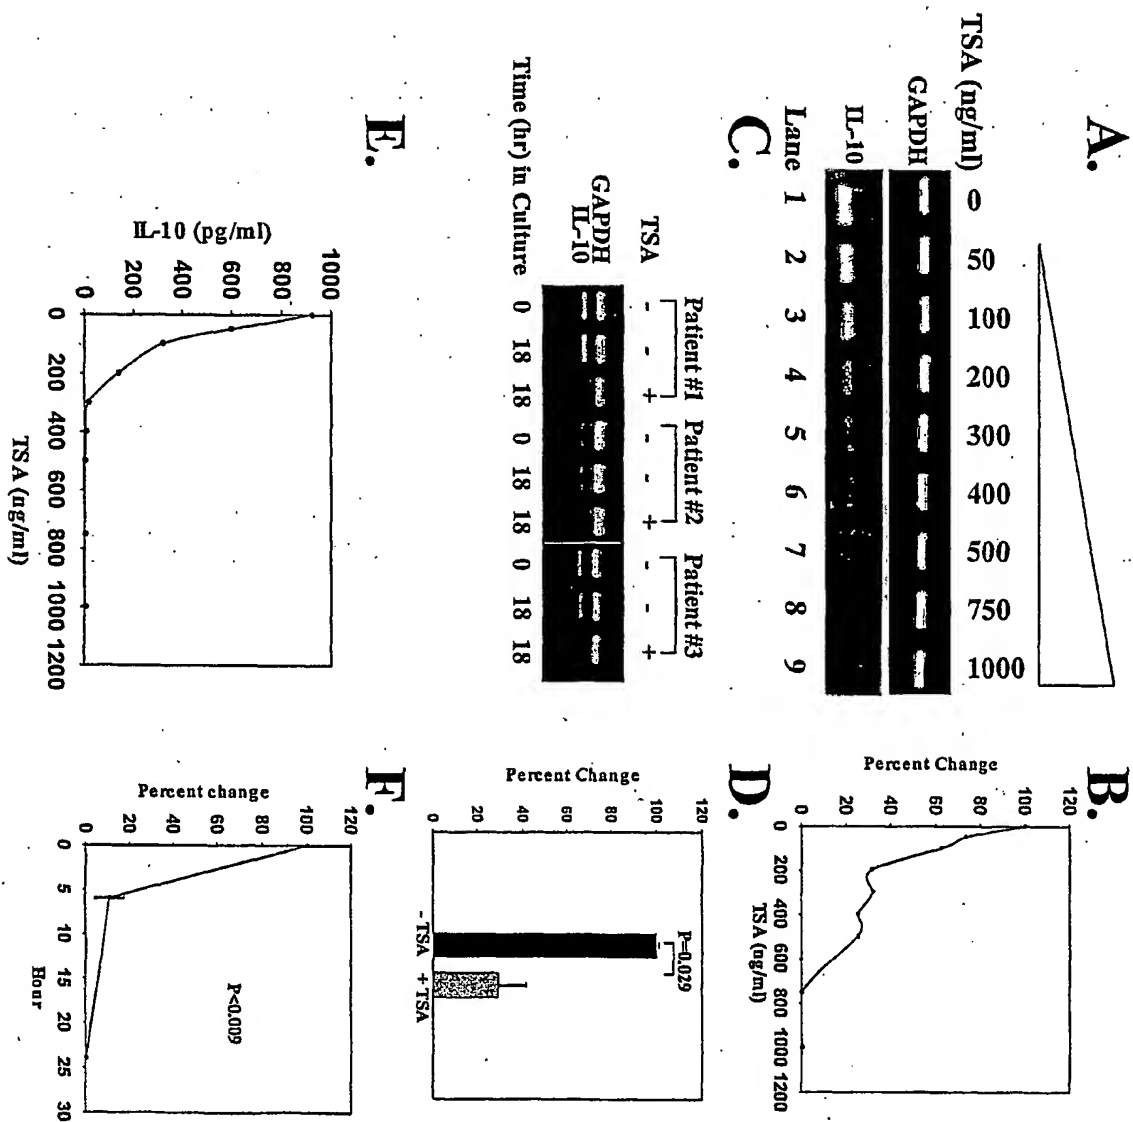 A.
TSA (ng/ml) 0 50 100 200 300 400 500 750 1000
GAPDH
IL-10
Lane 1 2 3 4 5 6 7 8 9
B.
Percent Change
120
100
80
60
40
20
0
0 200 400 600 800 1000 1200
TSA (ng/ml)
C.
Patient #1 Patient #2 Patient #3
TSA - - + - - + - - +
GAPDH
IL-10
Time (hr) in Culture 0 18 18 0 18 18 0 18 18
D.
Percent Change
120
100
80
60
40
20
0
P=0.029
- TSA + TSA
E.
IL-10 (pg/ml)
1000
800
600
400
200
0
0 200 400 600 800 1000 1200
TSA (ng/ml)
F.
Percent change
120
100
80
60
40
20
0
P<0.009
0 5 10 15 20 25 30
Hour